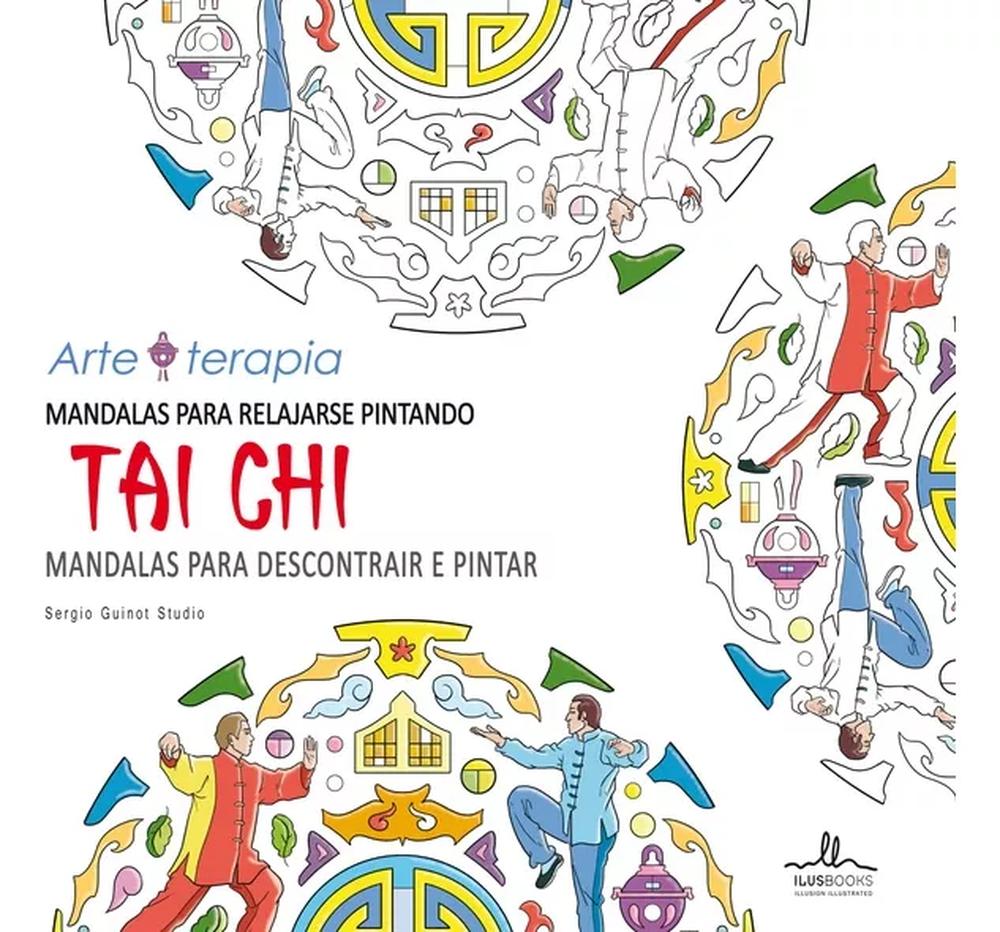 Arte terapia
MANDALAS PARA RELAJARSE PINTANDO
TAI CHI
MANDALAS PARA DESCONTRAIR E PINTAR
Sergio Guinot Studio
ILUSBOOKS
ILLUSION ILLUSTRATED